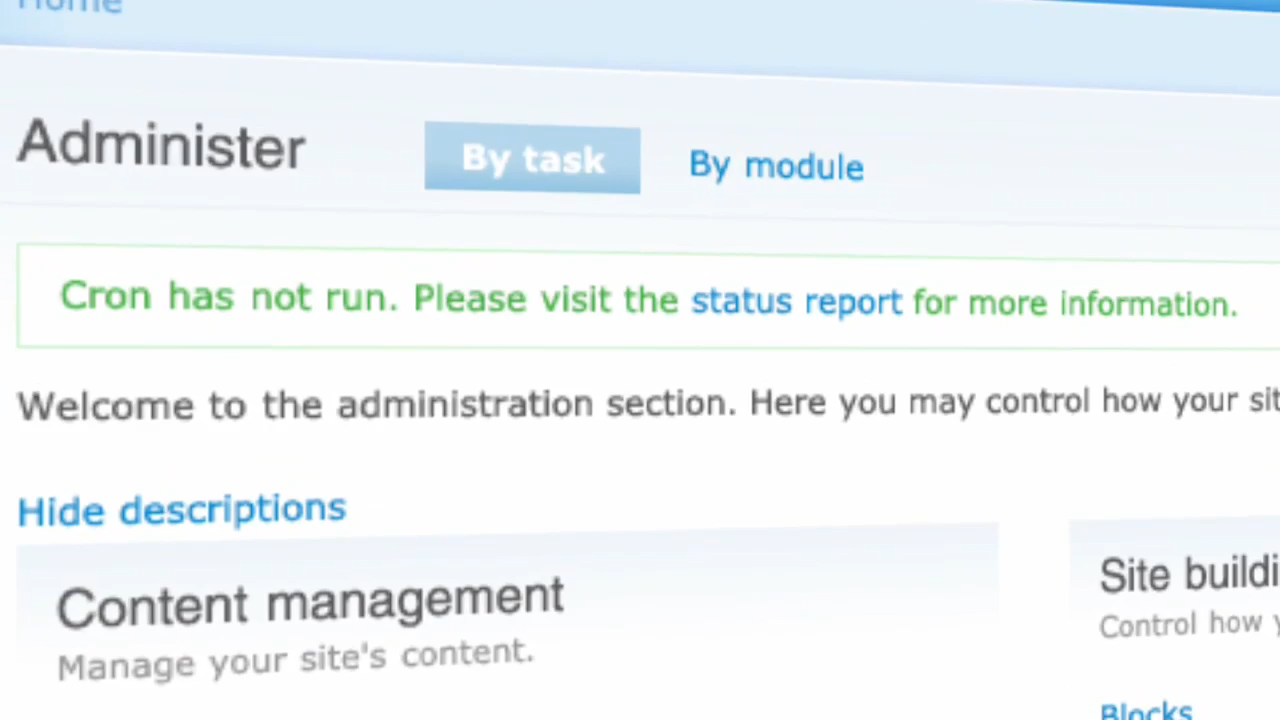 Home
Administer
By task
By module
Cron has not run. Please visit the status report for more information.
Welcome to the administration section. Here you may control how your
Hide descriptions
Content management
Manage your site's content.
Site
Control how
Blocks